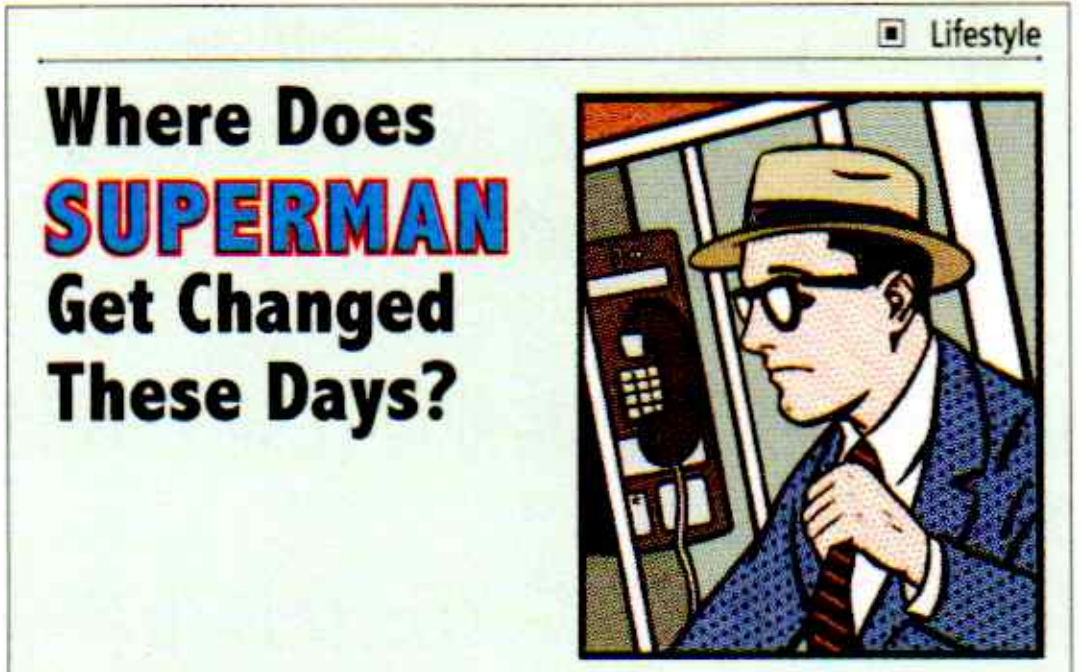 Lifestyle
Where Does
SUPERMAN
Get Changed
These Days?